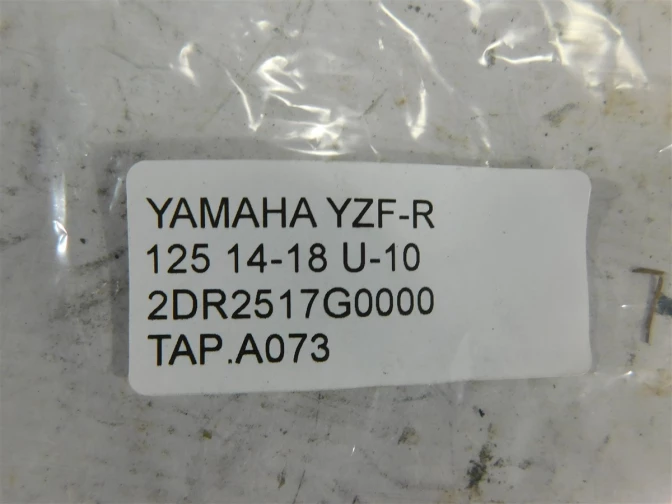 YAMAHA YZF-R
125 14-18 U-10
2DR2517G0000
TAP.A073